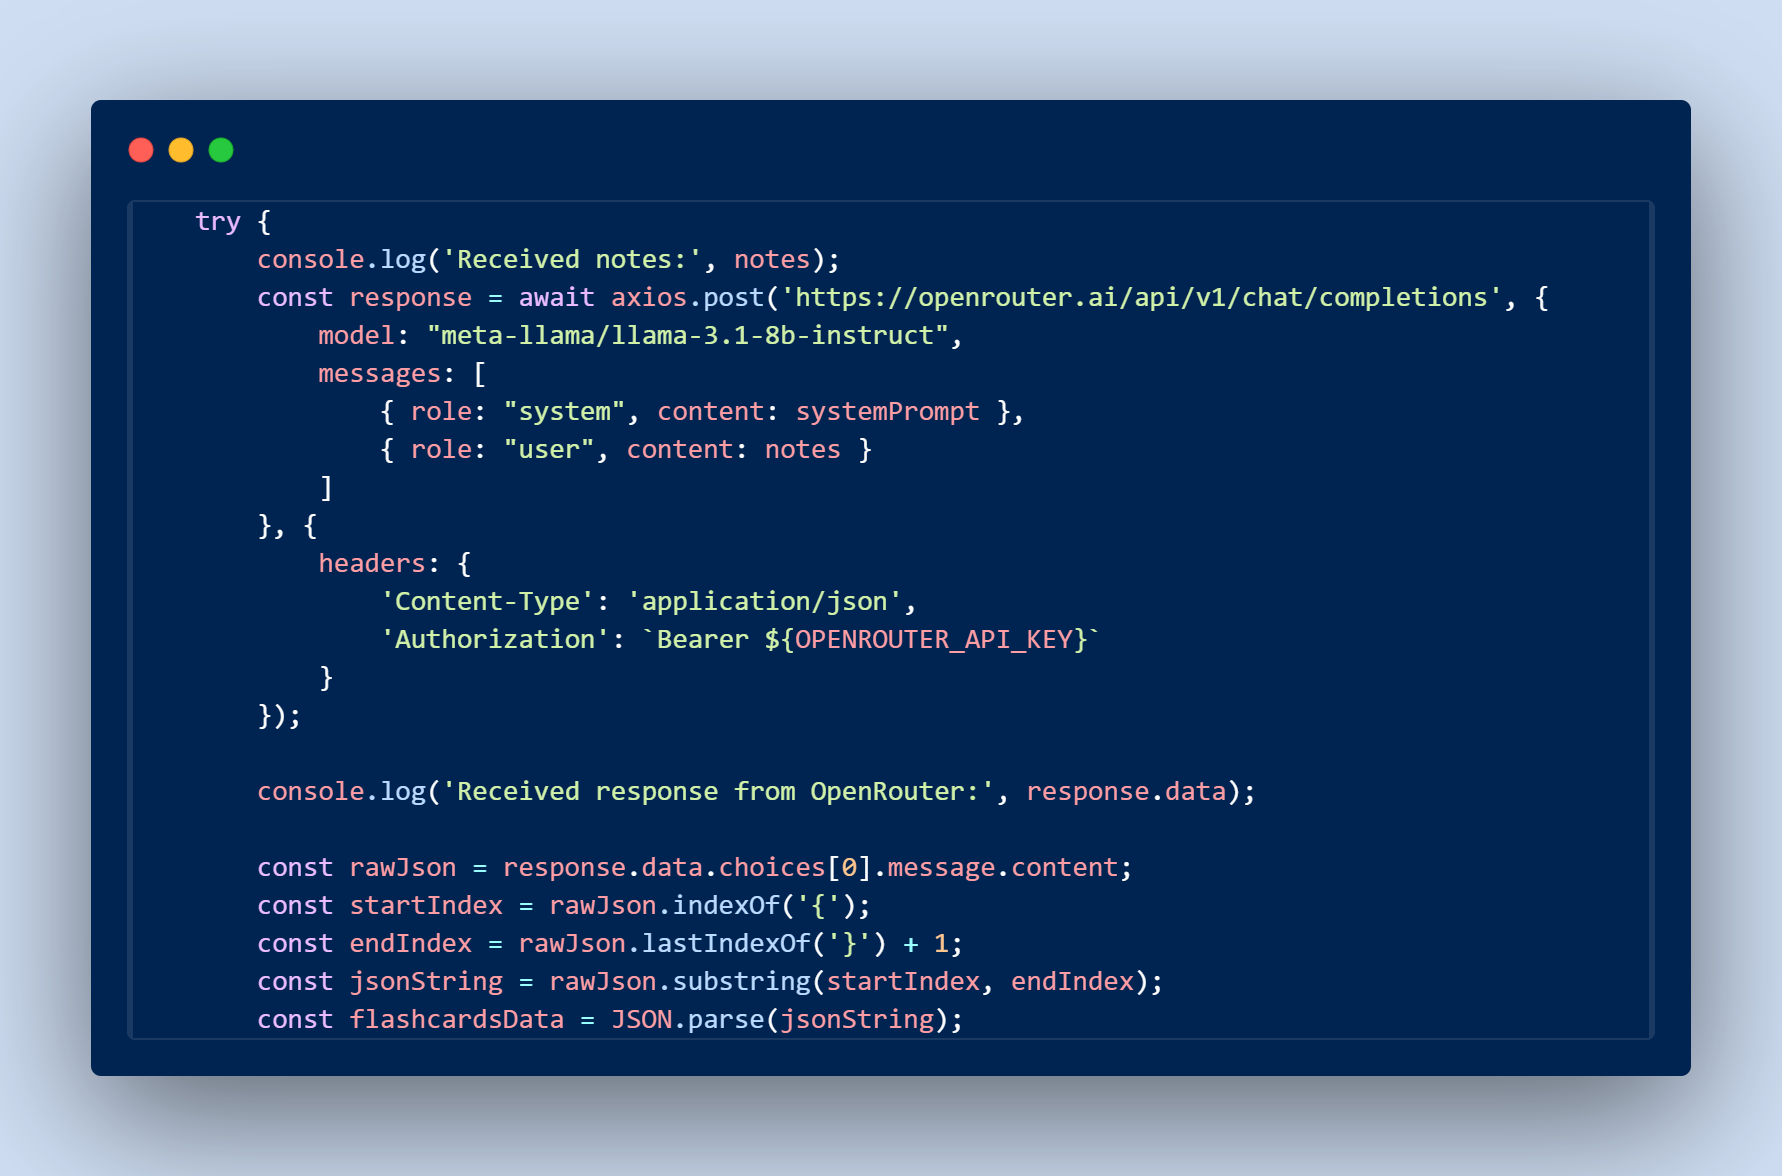 try {
    console.log('Received notes:', notes);
    const response = await axios.post('https://openrouter.ai/api/v1/chat/completions', {
        model: "meta-llama/llama-3.1-8b-instruct",
        messages: [
            { role: "system", content: systemPrompt },
            { role: "user", content: notes }
        ]
    }, {
        headers: {
            'Content-Type': 'application/json',
            'Authorization': `Bearer ${OPENROUTER_API_KEY}`
        }
    });

    console.log('Received response from OpenRouter:', response.data);

    const rawJson = response.data.choices[0].message.content;
    const startIndex = rawJson.indexOf('{');
    const endIndex = rawJson.lastIndexOf('}') + 1;
    const jsonString = rawJson.substring(startIndex, endIndex);
    const flashcardsData = JSON.parse(jsonString);